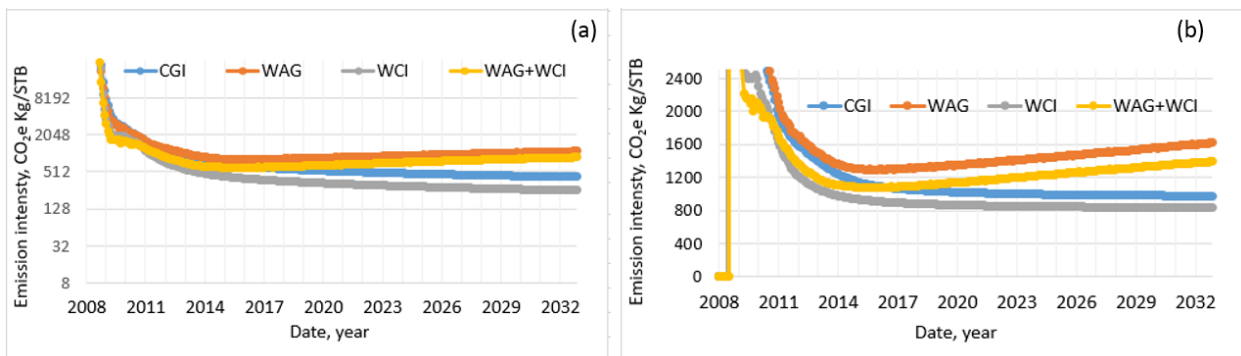 (a)
Emission intensty, CO₂e Kg/STB
CGI WAG WCI WAG+WCI
8192
2048
512
128
32
8
2008 2011 2014 2017 2020 2023 2026 2029 2032
Date, year
(b)
Emission intensty, CO₂e Kg/STB
2400
2000
CGI WAG WCI WAG+WCI
1600
1200
800
400
0
2008 2011 2014 2017 2020 2023 2026 2029 2032
Date, year